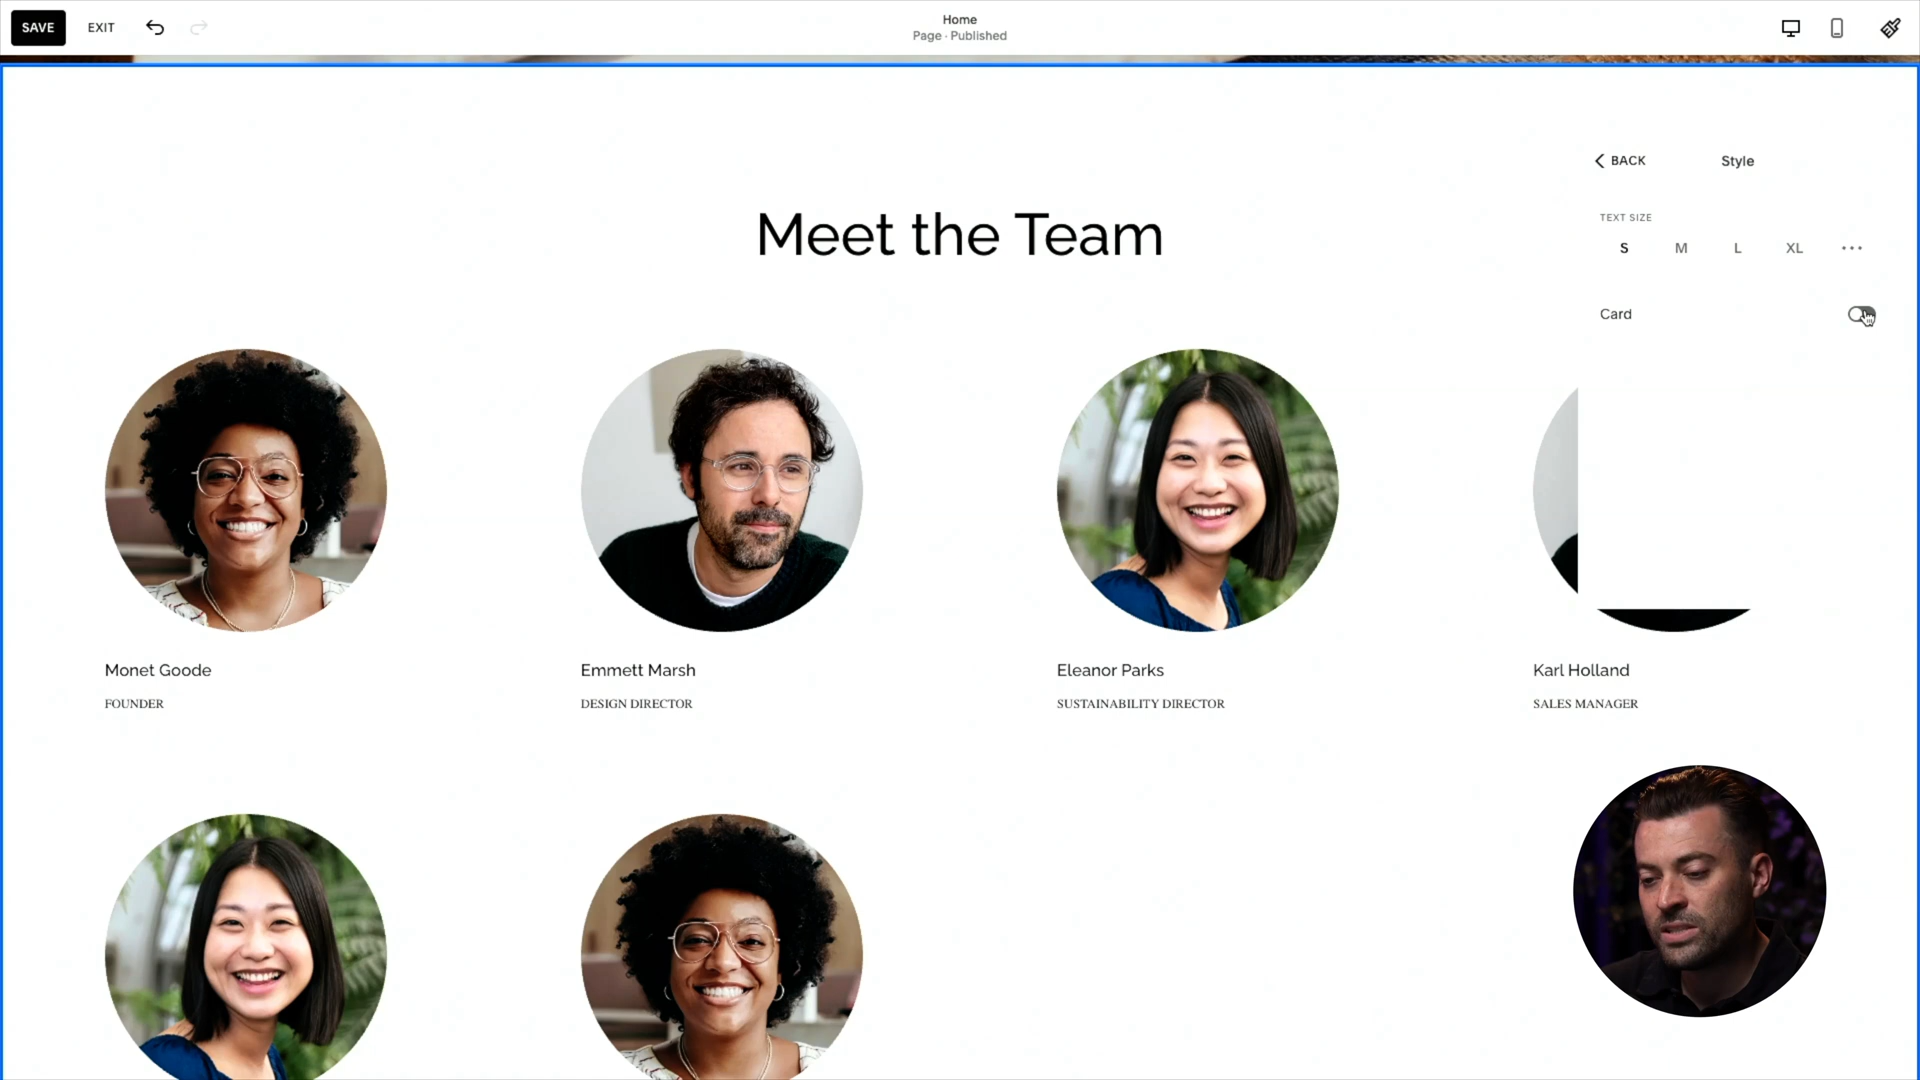 SAVE EXIT
Home
Page · Published
BACK Style
TEXT SIZE
S M L XL ...
Card
Meet the Team
Monet Goode
FOUNDER
Emmett Marsh
DESIGN DIRECTOR
Eleanor Parks
SUSTAINABILITY DIRECTOR
Karl Holland
SALES MANAGER